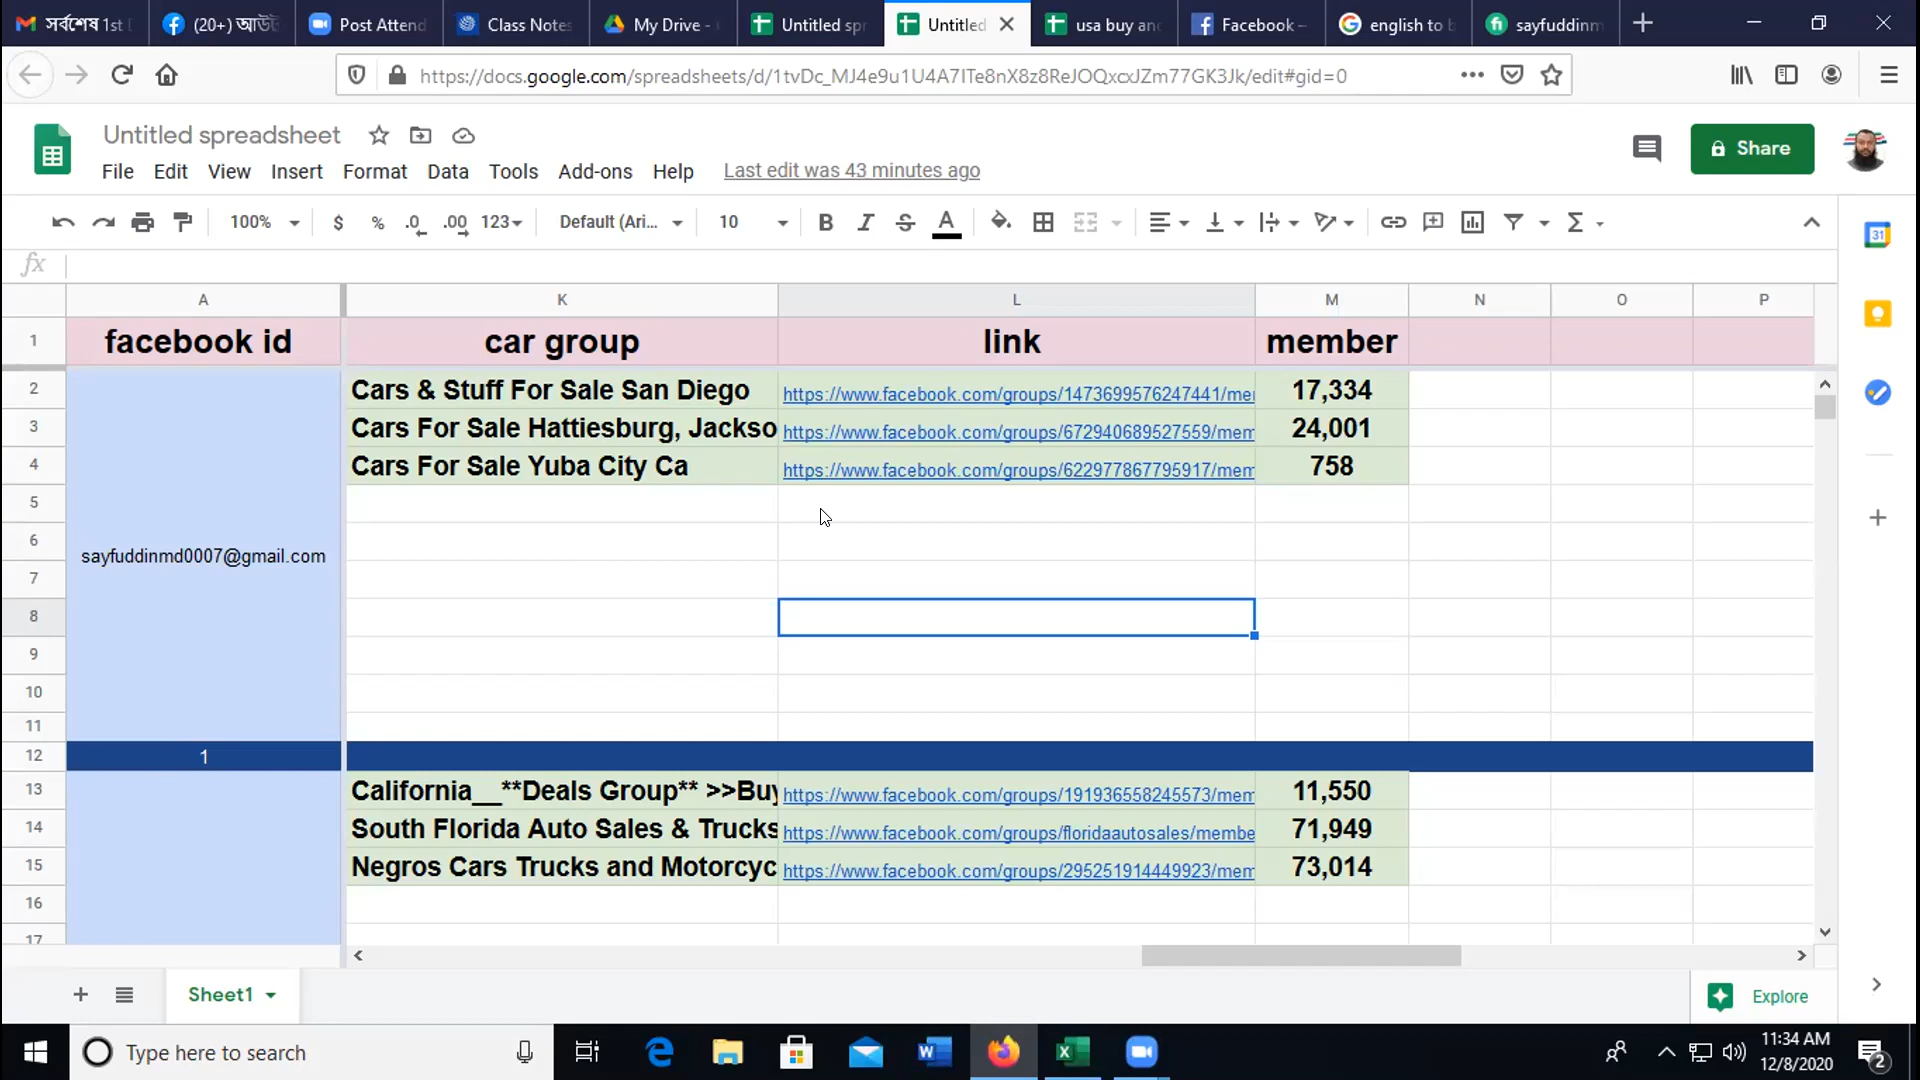 সর্বশেষ 1st
(20+) আউ
Post Attend
Class Notes
My Drive -
Untitled spr
Untitled
usa buy an
Facebook -
english to b
sayfuddinm
https://docs.google.com/spreadsheets/d/1tvDc_MJ4e9u1U4A7ITe8nX8z8ReJOQxcxJZm77GK3Jk/edit#gid=0
Untitled spreadsheet
File Edit View Insert Format Data Tools Add-ons Help Last edit was 43 minutes ago
Share
100% $ % .0 .00 123 Default (Ari... 10 B I S A Σ
31
fx
A K L M N O P
1 facebook id car group link member
2 Cars & Stuff For Sale San Diego https://www.facebook.com/groups/1473699576247441/me 17,334
3 Cars For Sale Hattiesburg, Jackso https://www.facebook.com/groups/672940689527559/mem 24,001
4 Cars For Sale Yuba City Ca https://www.facebook.com/groups/622977867795917/mem 758
5
6
sayfuddinmd0007@gmail.com
7
8
9
10
11
12 1
13 California__**Deals Group** >>Buy https://www.facebook.com/groups/191936558245573/mem 11,550
14 South Florida Auto Sales & Trucks https://www.facebook.com/groups/floridaautosales/membe 71,949
15 Negros Cars Trucks and Motorcyc https://www.facebook.com/groups/295251914449923/mem 73,014
16
17
Sheet1
Explore
Type here to search
11:34 AM
12/8/2020
2